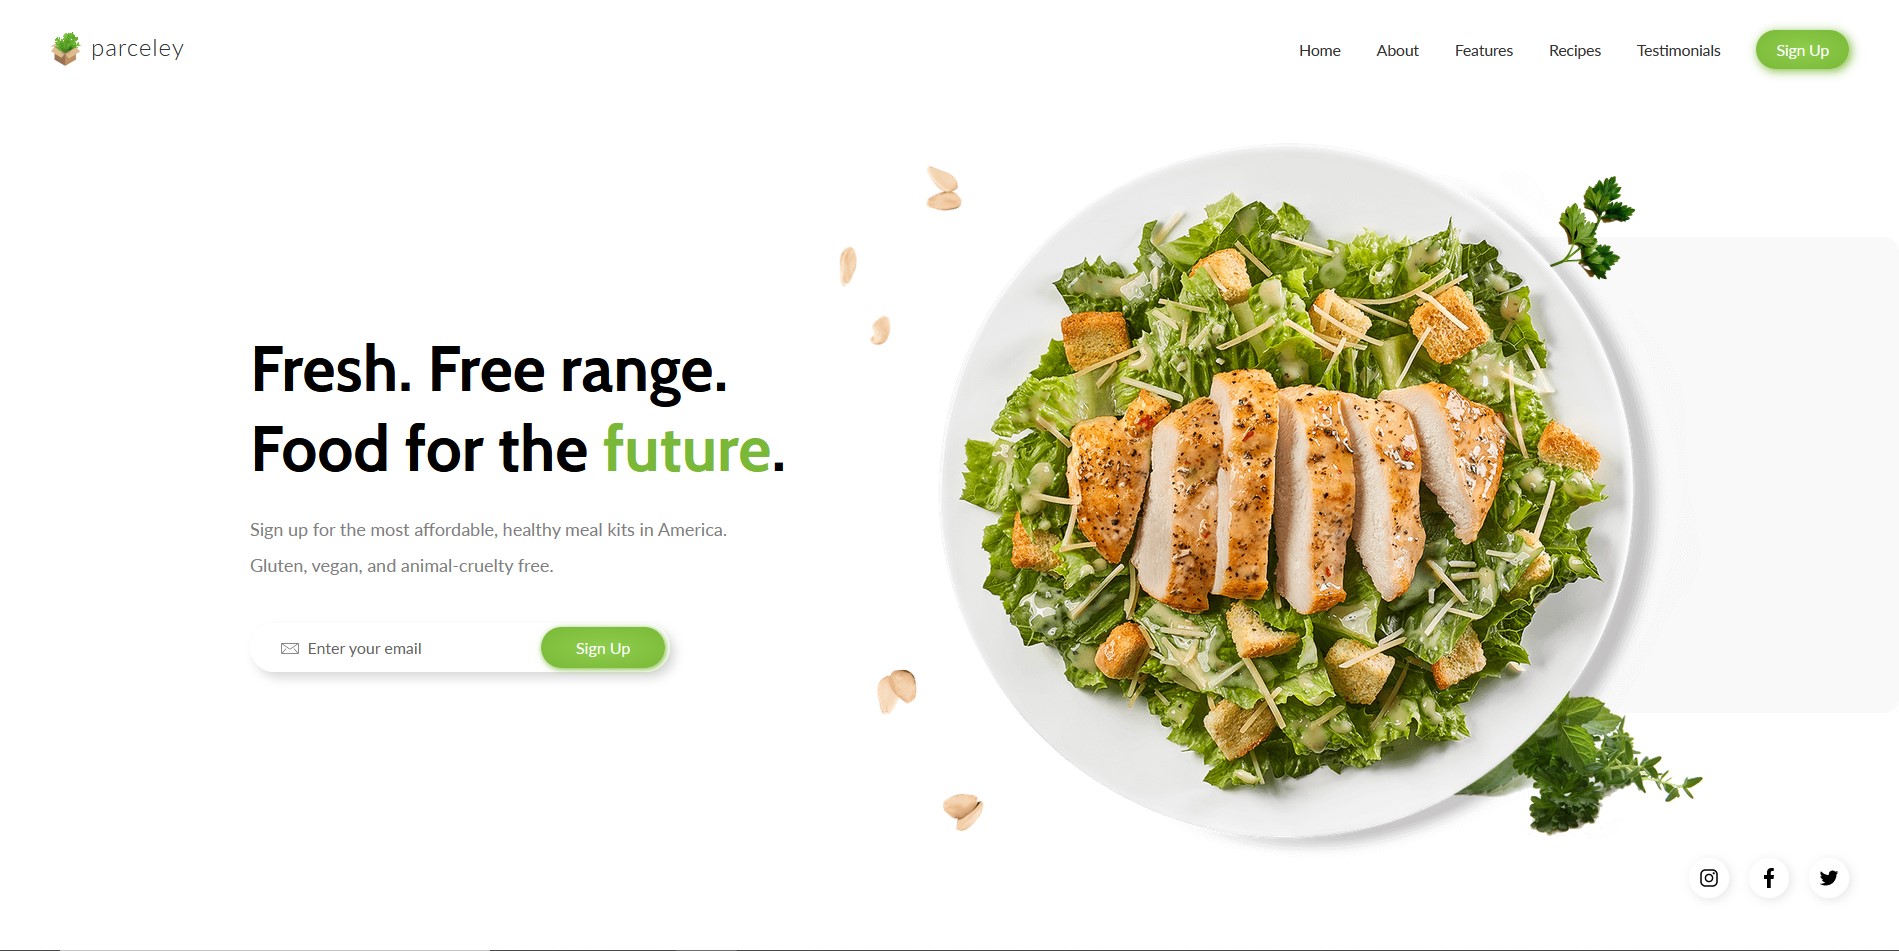 parceley
Home About Features Recipes Testimonials Sign Up
Fresh. Free range.
Food for the future.
Sign up for the most affordable, healthy meal kits in America.
Gluten, vegan, and animal-cruelty free.
Enter your email Sign Up